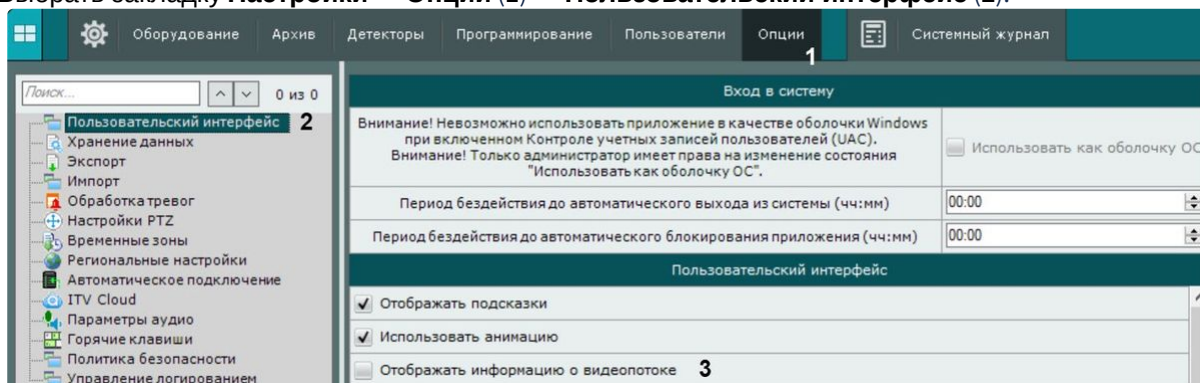 Выбрать закладку Настройки – Опции (1) – Пользовательский интерфейс (2).
Оборудование Архив Детекторы Программирование Пользователи Опции Системный журнал
1
Поиск... 0 из 0
Пользовательский интерфейс 2
Хранение данных
Экспорт
Импорт
Обработка тревог
Настройки PTZ
Временные зоны
Региональные настройки
Автоматическое подключение
ITV Cloud
Параметры аудио
Горячие клавиши
Политика безопасности
Управление логированием
Вход в систему
Внимание! Невозможно использовать приложение в качестве оболочки Windows
при включенном Контроле учетных записей пользователей (UAC).
Внимание! Только администратор имеет права на изменение состояния
"Использовать как оболочку ОС".
Использовать как оболочку ОС
Период бездействия до автоматического выхода из системы (чч:мм) 00:00
Период бездействия до автоматического блокирования приложения (чч:мм) 00:00
Пользовательский интерфейс
Отображать подсказки
Использовать анимацию
Отображать информацию о видеопотоке 3